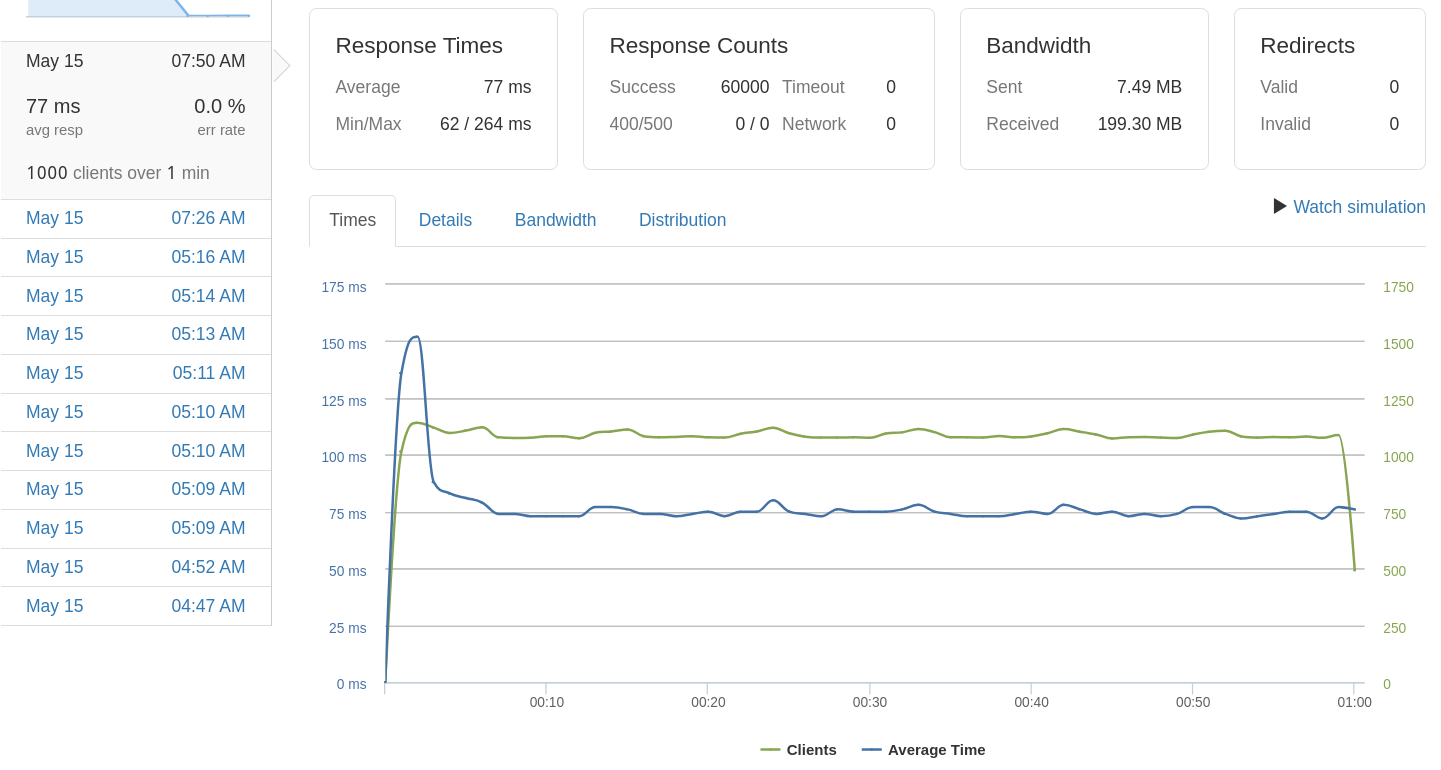 May 15 07:50 AM
77 ms 0.0 %
avg resp err rate
1000 clients over 1 min
May 15 07:26 AM
May 15 05:16 AM
May 15 05:14 AM
May 15 05:13 AM
May 15 05:11 AM
May 15 05:10 AM
May 15 05:10 AM
May 15 05:09 AM
May 15 05:09 AM
May 15 04:52 AM
May 15 04:47 AM
Response Times
Average 77 ms
Min/Max 62 / 264 ms
Response Counts
Success 60000 Timeout 0
400/500 0 / 0 Network 0
Bandwidth
Sent 7.49 MB
Received 199.30 MB
Redirects
Valid 0
Invalid 0
Times Details Bandwidth Distribution
Watch simulation
175 ms 1750
150 ms 1500
125 ms 1250
100 ms 1000
75 ms 750
50 ms 500
25 ms 250
0 ms 0
00:10 00:20 00:30 00:40 00:50 01:00
Clients Average Time